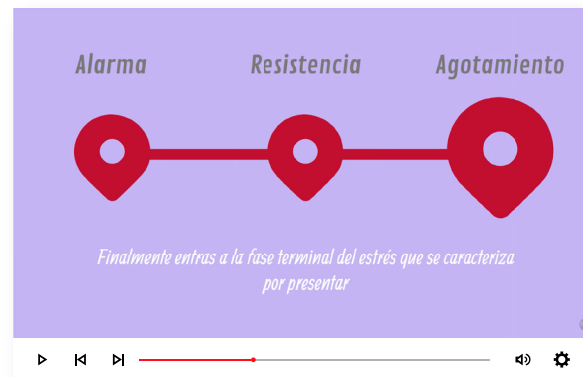 Alarma Resistencia Agotamiento
Finalmente entras a la fase terminal del estrés que se caracteriza
por presentar